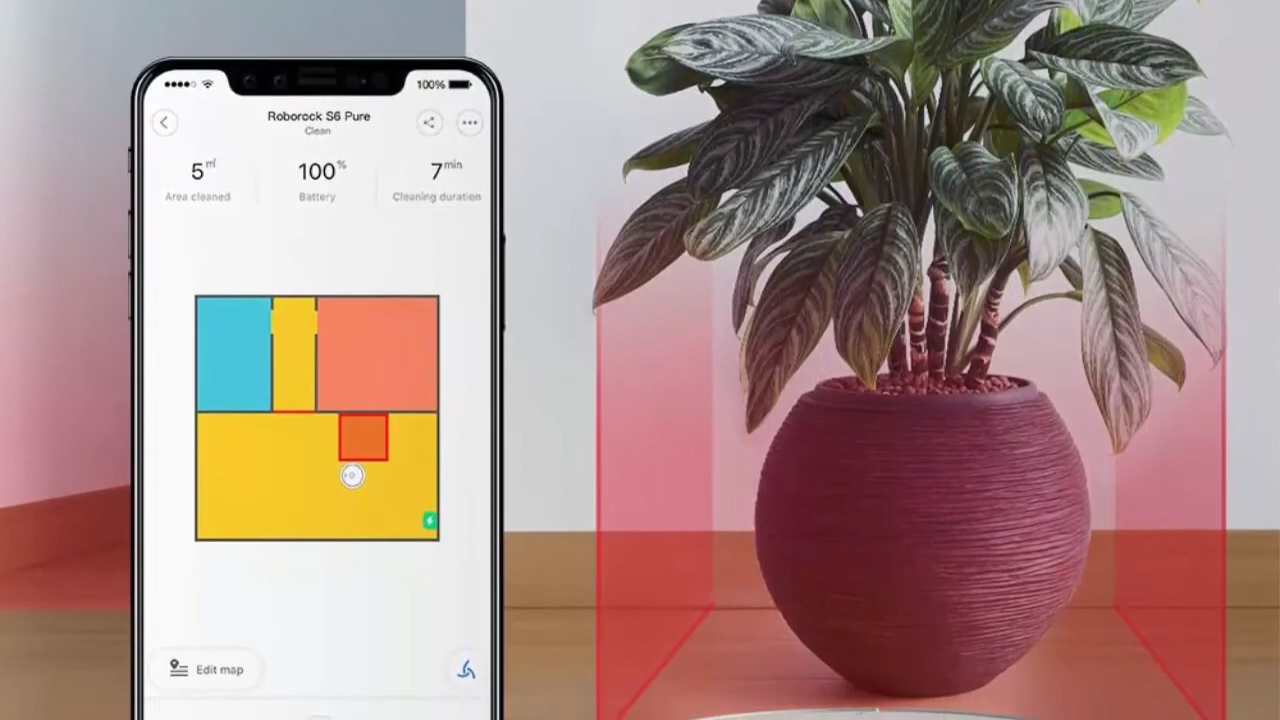 100%
Roborock S6 Pure
Clean
5㎡ 100% 7min
Area cleaned Battery Cleaning duration
Edit map